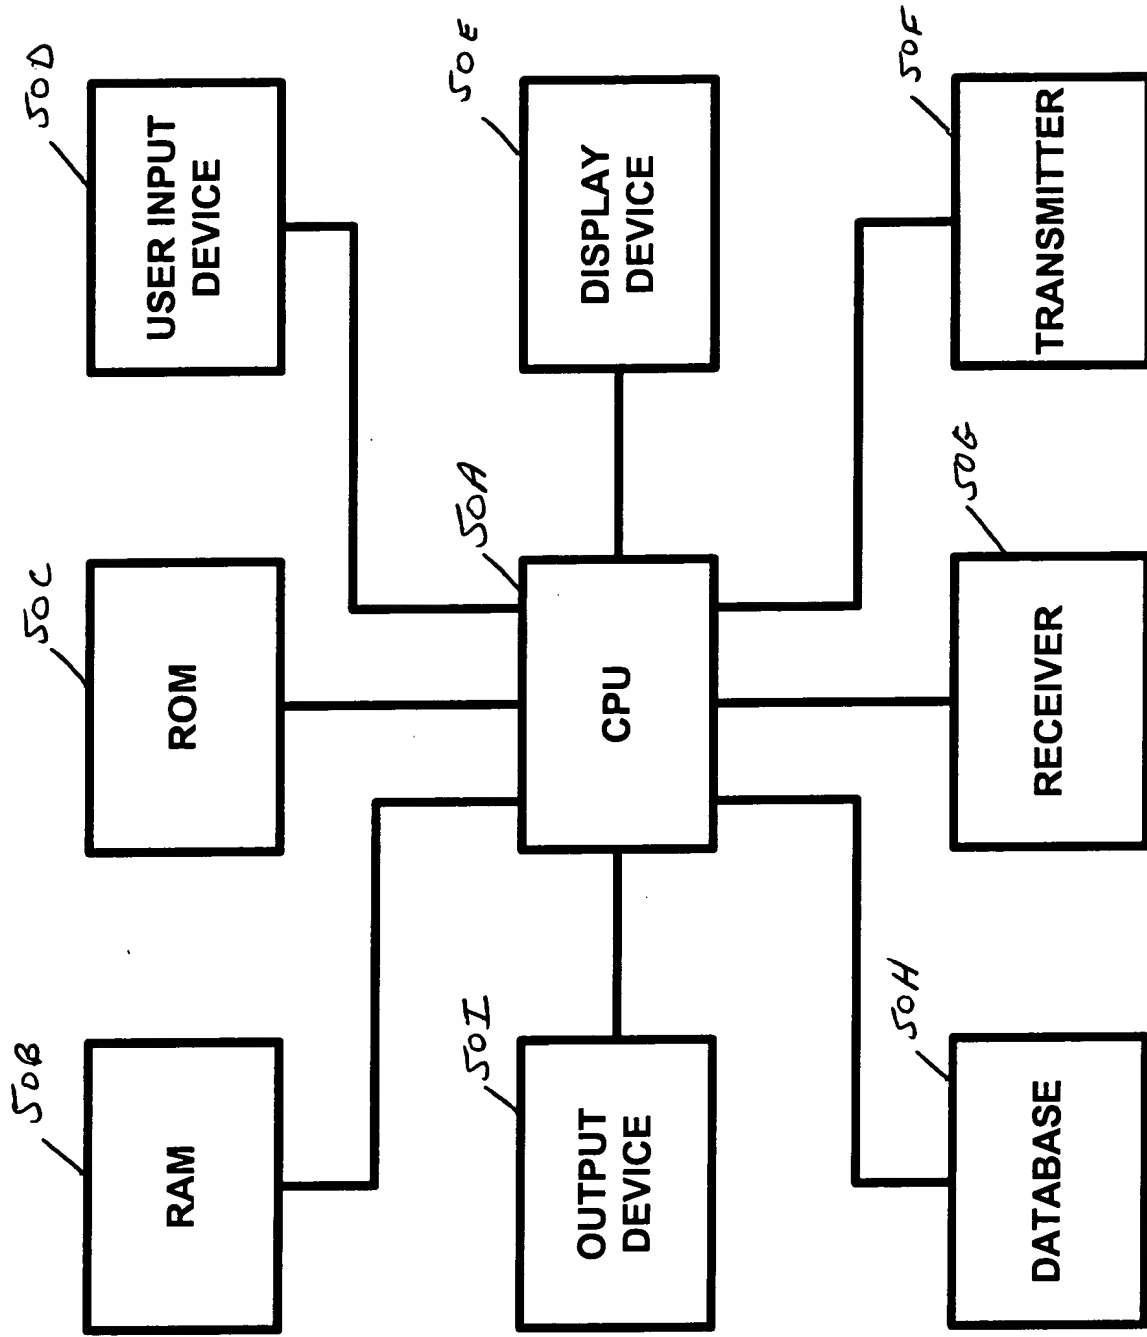 50B
50C
50D
RAM
ROM
USER INPUT
DEVICE
50I
50A
50E
OUTPUT
DEVICE
CPU
DISPLAY
DEVICE
50H
50G
50F
DATABASE
RECEIVER
TRANSMITTER